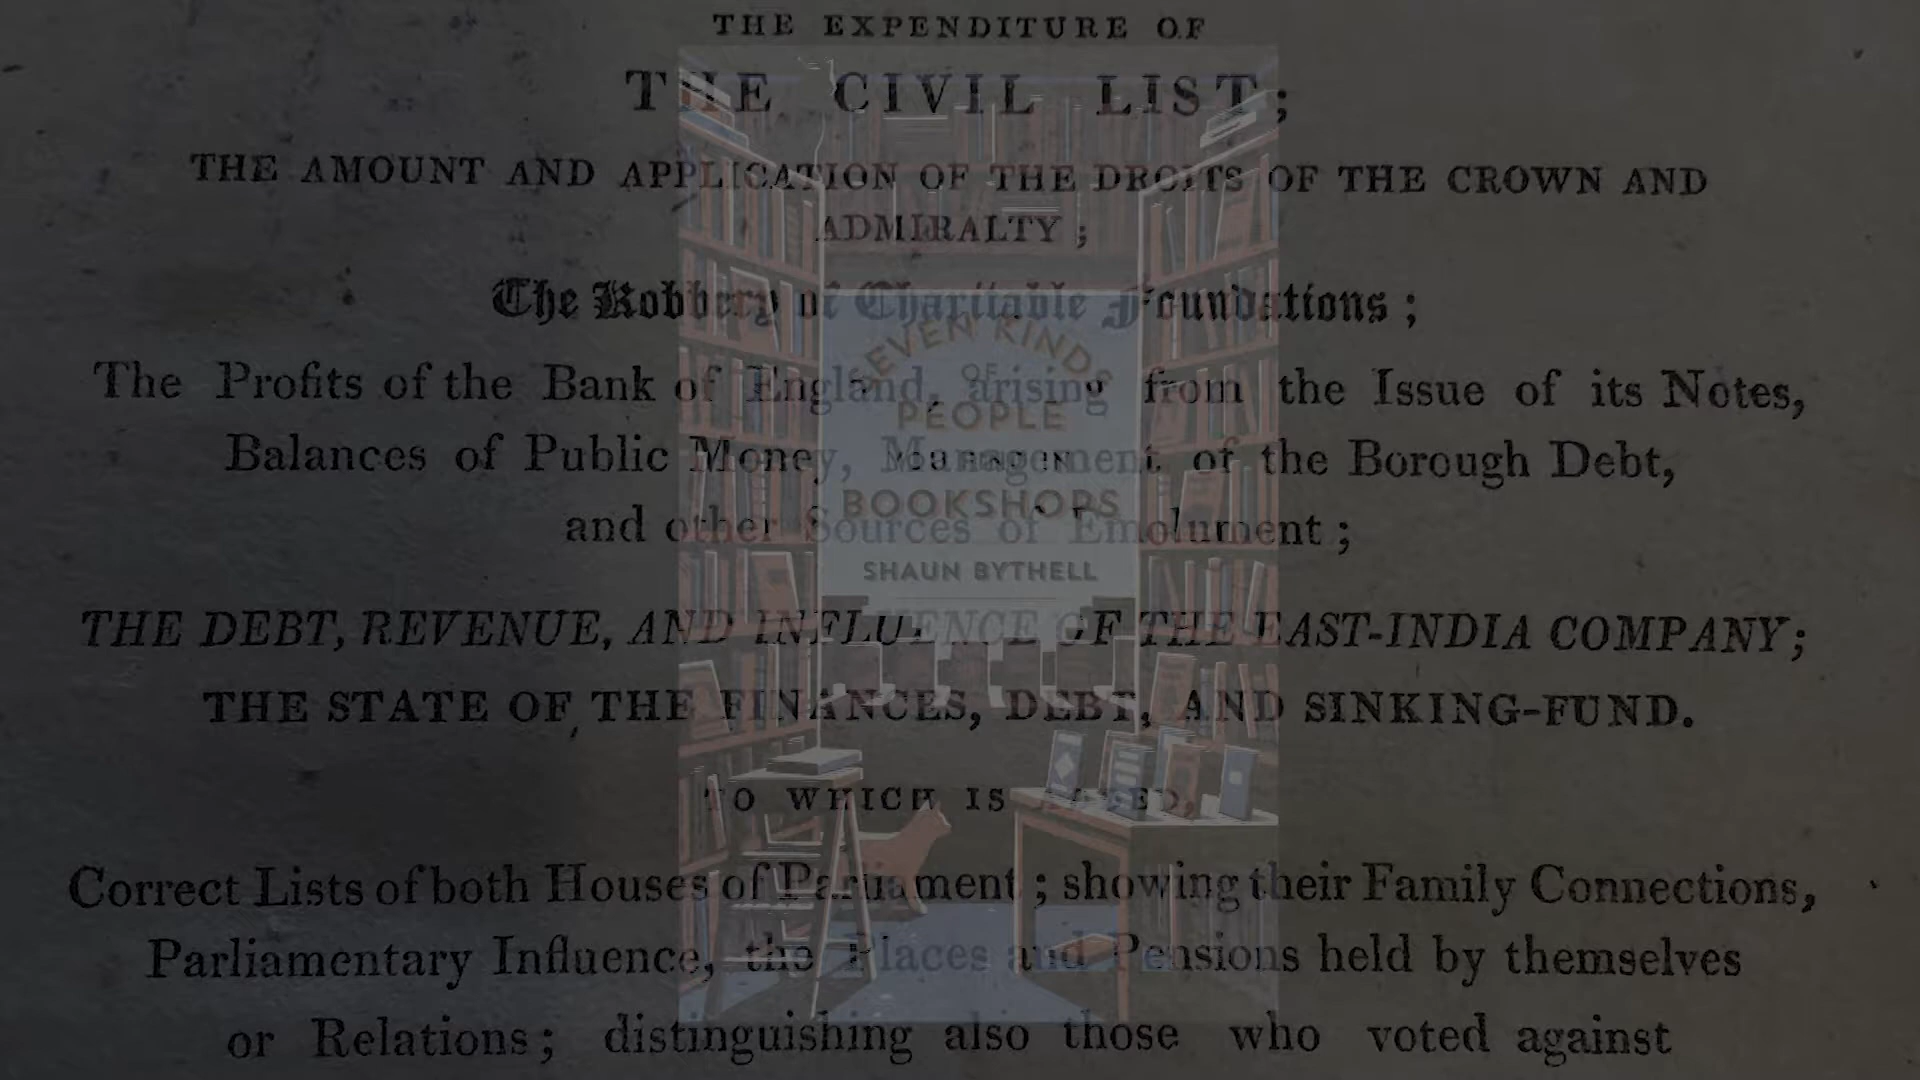 THE EXPENDITURE OF
THE CIVIL LIST;
THE AMOUNT AND APPLICATION OF THE DROITS OF THE CROWN AND
ADMIRALTY;
The Robbery of Charitable Foundations;
The Profits of the Bank of England, arising from the Issue of its Notes,
Balances of Public Money, Management of the Borough Debt,
and other Sources of Emolument;
THE DEBT, REVENUE, AND INFLUENCE OF THE EAST-INDIA COMPANY;
THE STATE OF THE FINANCES, DEBT, AND SINKING-FUND.
TO WHICH IS ADDED,
Correct Lists of both Houses of Parliament; showing their Family Connections,
Parliamentary Influence, the Places and Pensions held by themselves
or Relations; distinguishing also those who voted against
SEVEN KINDS
OF
PEOPLE
YOU FIND IN
BOOKSHOPS
SHAUN BYTHELL